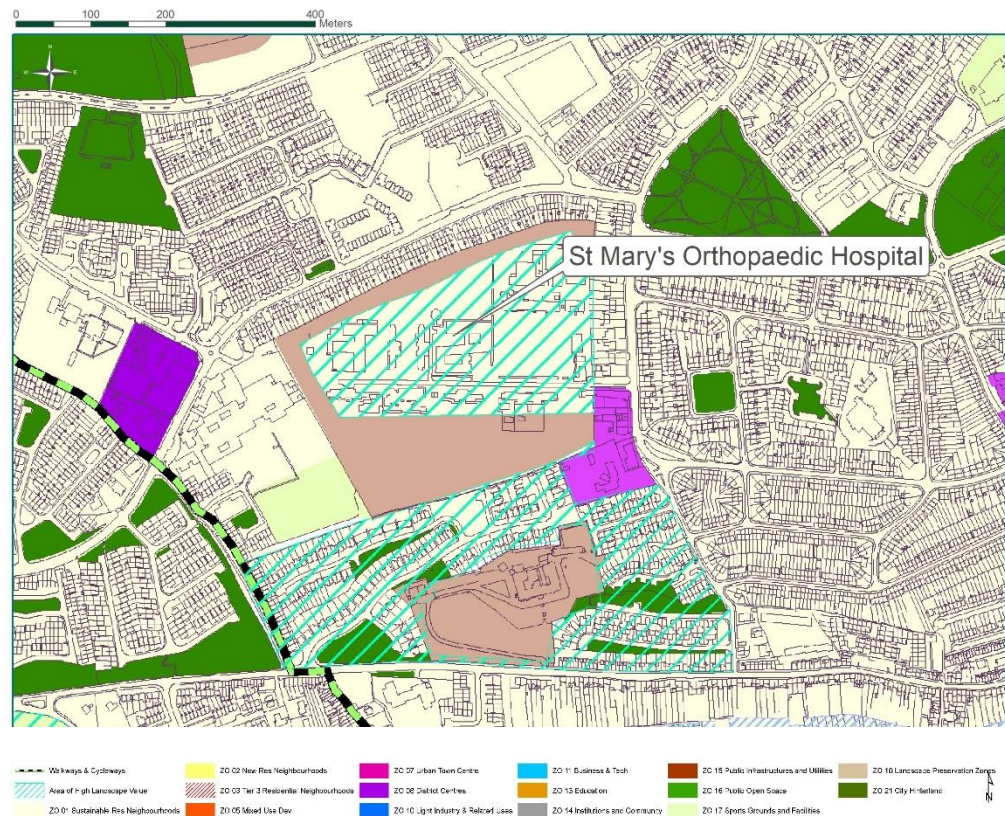 0 100 200 400
Meters
N
W E
S
St Mary's Orthopaedic Hospital
Walkways & Cycleways
ZO 02 New Res Neighbourhoods
ZO 07 Urban Town Centre
ZO 11 Business & Tech
ZO 15 Public Infrastructures and Utilities
ZO 18 Landscape Preservation Zones
Area of High Landscape Value
ZO 03 Tier 3 Residential Neighbourhoods
ZO 08 District Centres
ZO 13 Education
ZO 16 Public Open Space
ZO 21 City Hinterland
ZO 01 Sustainable Res Neighbourhoods
ZO 05 Mixed Use Dev
ZO 10 Light Industry & Related Uses
ZO 14 Institutions and Community
ZO 17 Sports Grounds and Facilities
N